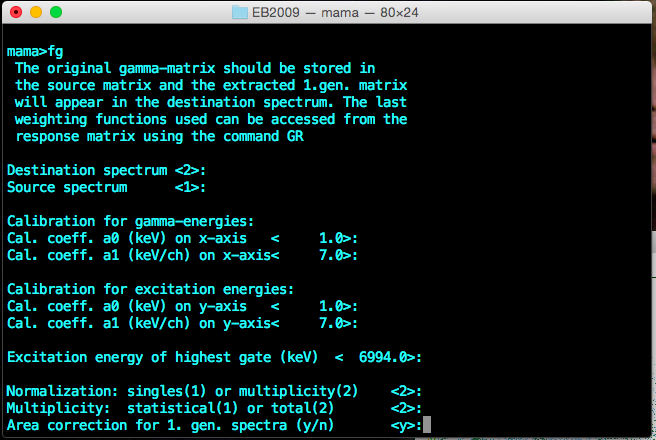 EB2009 — mama — 80×24
mama>fg
The original gamma-matrix should be stored in
the source matrix and the extracted 1.gen. matrix
will appear in the destination spectrum. The last
weighting functions used can be accessed from the
response matrix using the command GR
Destination spectrum <2>:
Source spectrum      <1>:
Calibration for gamma-energies:
Cal. coeff. a0 (keV) on x-axis   <     1.0>:
Cal. coeff. a1 (keV/ch) on x-axis<     7.0>:
Calibration for excitation energies:
Cal. coeff. a0 (keV) on y-axis   <     1.0>:
Cal. coeff. a1 (keV/ch) on y-axis<     7.0>:
Excitation energy of highest gate (keV)  <  6994.0>:
Normalization: singles(1) or multiplicity(2)    <2>:
Multiplicity:  statistical(1) or total(2)       <2>:
Area correction for 1. gen. spectra (y/n)       <y>: